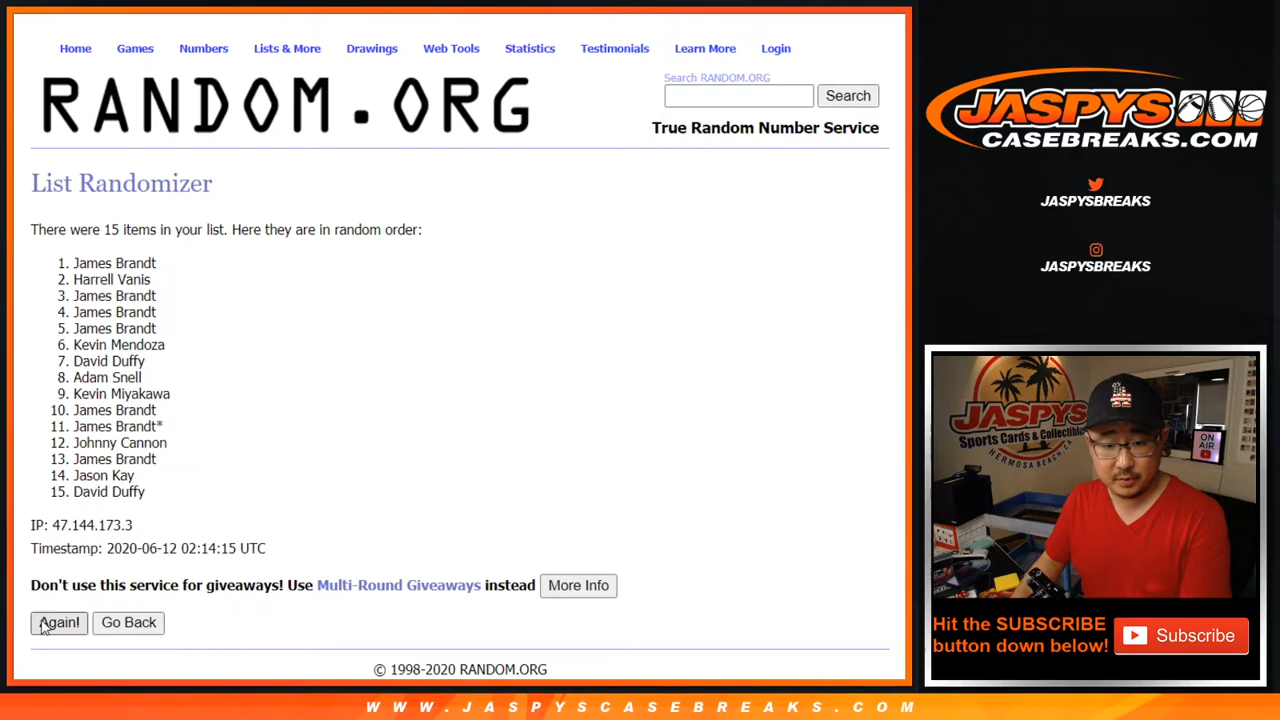 Home Games Numbers Lists & More Drawings Web Tools Statistics Testimonials Learn More Login
RANDOM.ORG
Search RANDOM.ORG
Search
True Random Number Service
List Randomizer
There were 15 items in your list. Here they are in random order:
1. James Brandt
2. Harrell Vanis
3. James Brandt
4. James Brandt
5. James Brandt
6. Kevin Mendoza
7. David Duffy
8. Adam Snell
9. Kevin Miyakawa
10. James Brandt
11. James Brandt*
12. Johnny Cannon
13. James Brandt
14. Jason Kay
15. David Duffy
IP: 47.144.173.3
Timestamp: 2020-06-12 02:14:15 UTC
Don't use this service for giveaways! Use Multi-Round Giveaways instead More Info
Again! Go Back
© 1998-2020 RANDOM.ORG
JASPYS
CASEBREAKS.COM
JASPYSBREAKS
JASPYSBREAKS
JASPYS
Sports Cards & Collectibles
HERMOSA BEACH, CA
ON
AIR
Hit the SUBSCRIBE
button down below!
Subscribe
WWW.JASPYSCASEBREAKS.COM